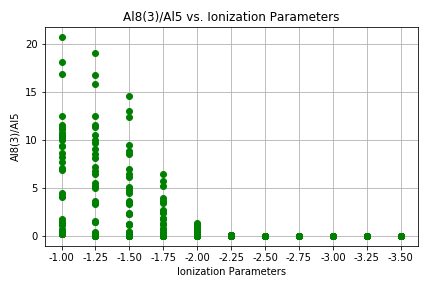 Al8(3)/Al5 vs. Ionization Parameters
Al8(3)/Al5
20
15
10
5
0
-1.00 -1.25 -1.50 -1.75 -2.00 -2.25 -2.50 -2.75 -3.00 -3.25 -3.50
Ionization Parameters